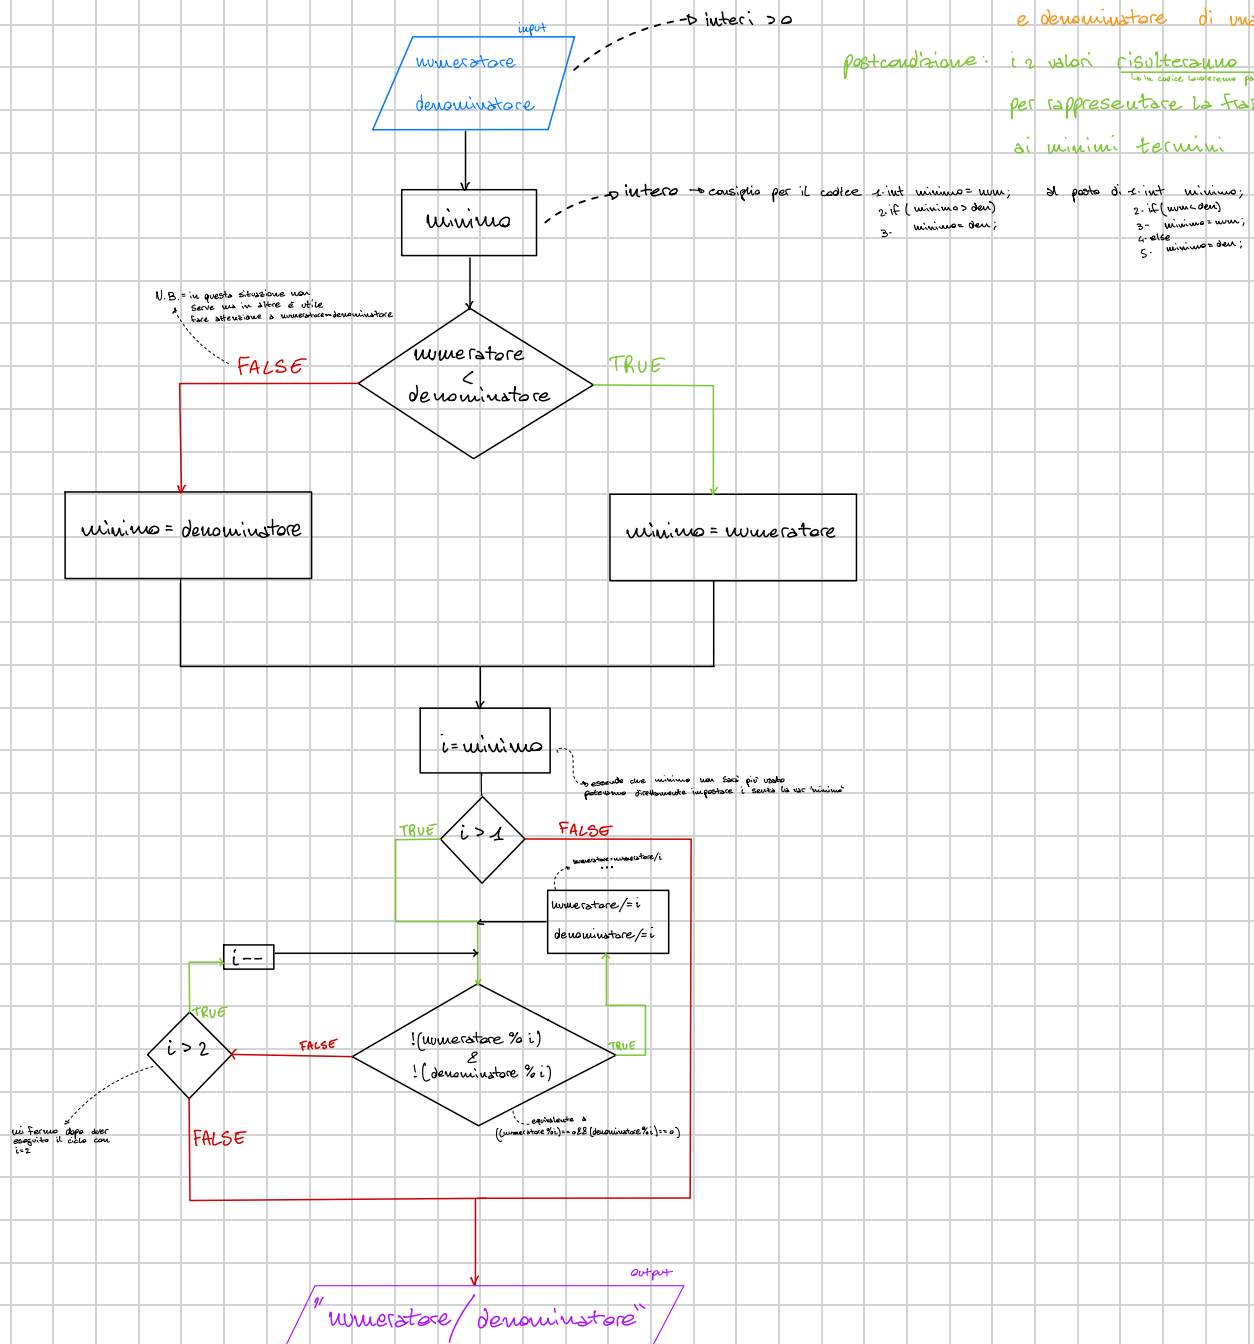 input
interi >0
e denominatore di una
numeratore
denominatore
postcondizione: i 2 valori risulteranno
per rappresentare la fraz
ai minimi termini
minimo
intero → consiglio per il codice 1. int minimo = num;
2. if (minimo > den)
3. minimo = den;
al posto di 1. int minimo;
2. if (num < den)
3. minimo = num;
4. else
5. minimo = den;
N.B. = in questa situazione non
serve ma in altre è utile
fare attenzione a numeratore=denominatore
numeratore
<
denominatore
FALSE
TRUE
minimo = denominatore
minimo = numeratore
i = minimo
essendo che minimo non sarà più usato
potevamo direttamente impostare i senza la var "minimo"
i > 1
TRUE
FALSE
numeratore=numeratore/i
...
numeratore/=i
denominatore/=i
i--
TRUE
i > 2
FALSE
!(numeratore % i)
&
!(denominatore % i)
TRUE
equivalente a
((numeratore%i)==0&&(denominatore%i)==0)
mi fermo dopo aver
eseguito il ciclo con
i=2
FALSE
output
"numeratore/denominatore"